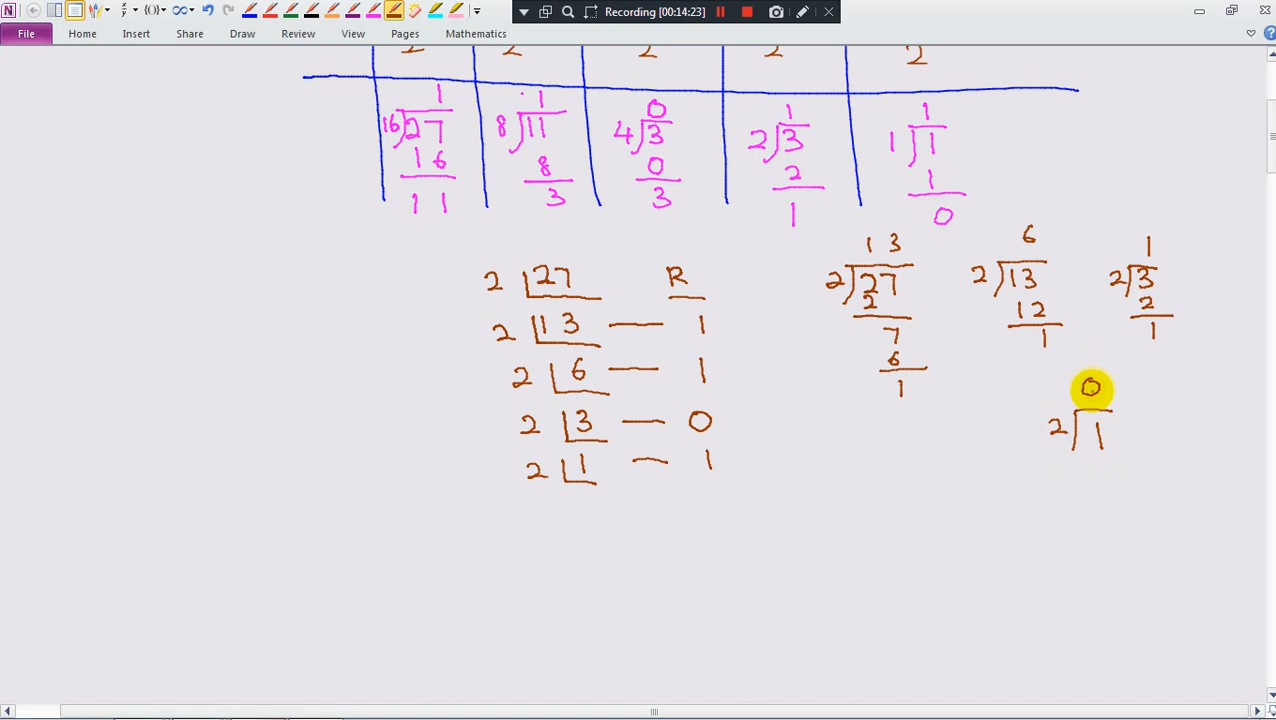 Recording [00:14:23]
File Home Insert Share Draw Review View Pages Mathematics
2 2 2 2 2
1 1 0 1 1
16 27 8 11 4 3 2 3 1 1
16 8 0 2 1
11 3 3 1 0
13 6 1
2 27 R 2 27 2 13 2 3
2 12 2
2 13 — 1 7 1 1
6
2 6 — 1 1 0
2 3 — 0 2 1
2 1 — 1